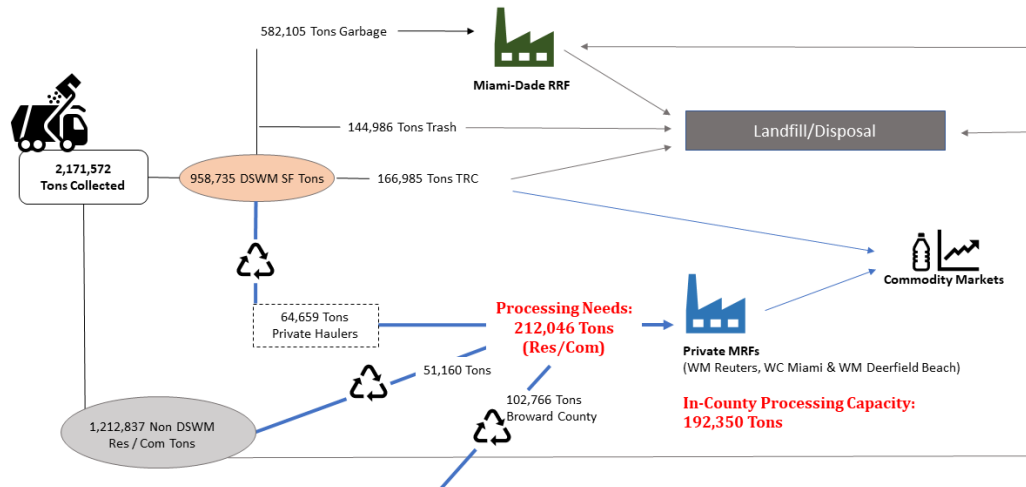 582,105 Tons Garbage
Miami-Dade RRF
144,986 Tons Trash
Landfill/Disposal
2,171,572
Tons Collected
958,735 DSWM SF Tons
166,985 Tons TRC
Commodity Markets
64,659 Tons
Private Haulers
Processing Needs:
212,046 Tons
(Res/Com)
Private MRFs
(WM Reuters, WC Miami & WM Deerfield Beach)
51,160 Tons
102,766 Tons
Broward County
In-County Processing Capacity:
192,350 Tons
1,212,837 Non DSWM
Res / Com Tons